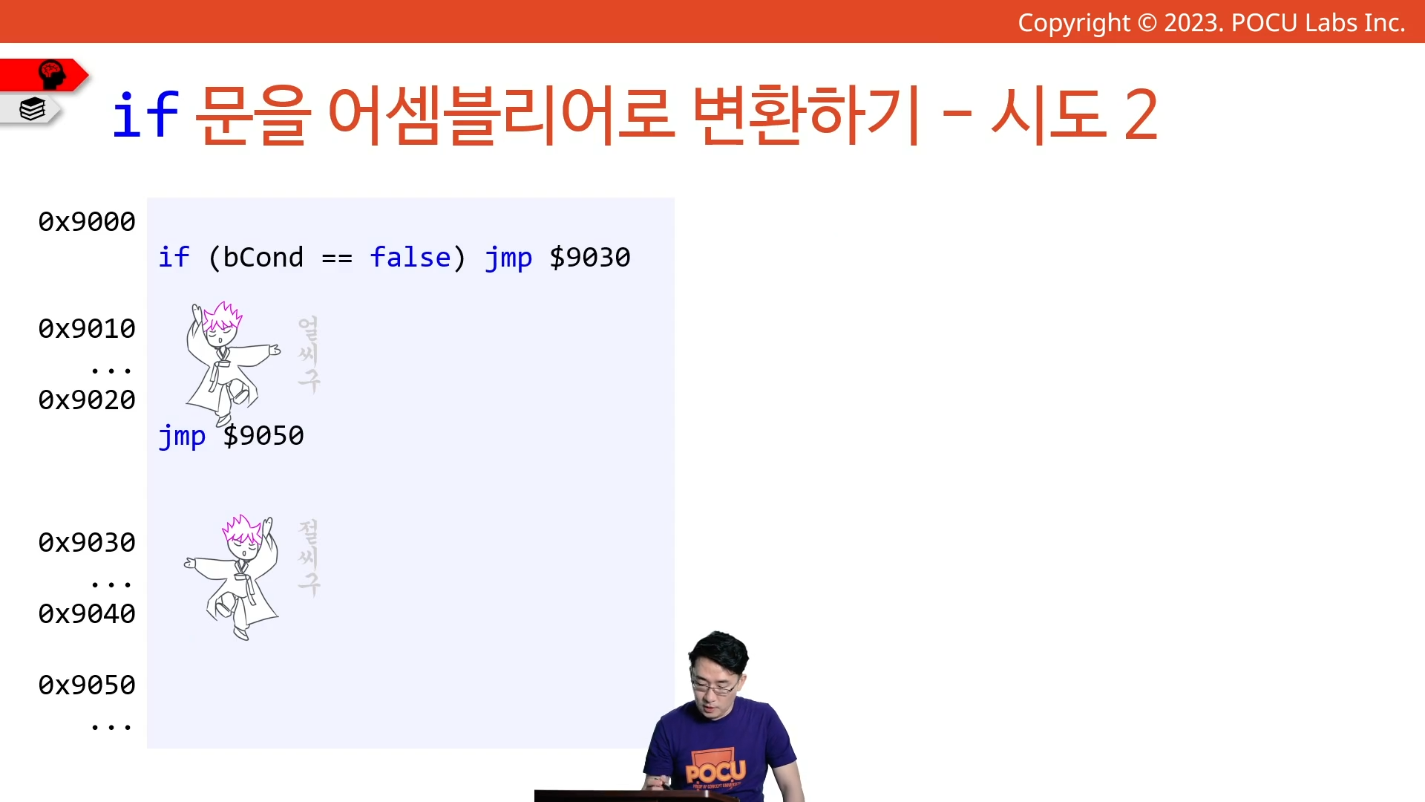 Copyright © 2023. POCU Labs Inc.
if 문을 어셈블리어로 변환하기 - 시도 2
0x9000
if (bCond == false) jmp $9030
0x9010
얼씨구
...
0x9020
jmp $9050
0x9030
절씨구
...
0x9040
0x9050
...
POCU